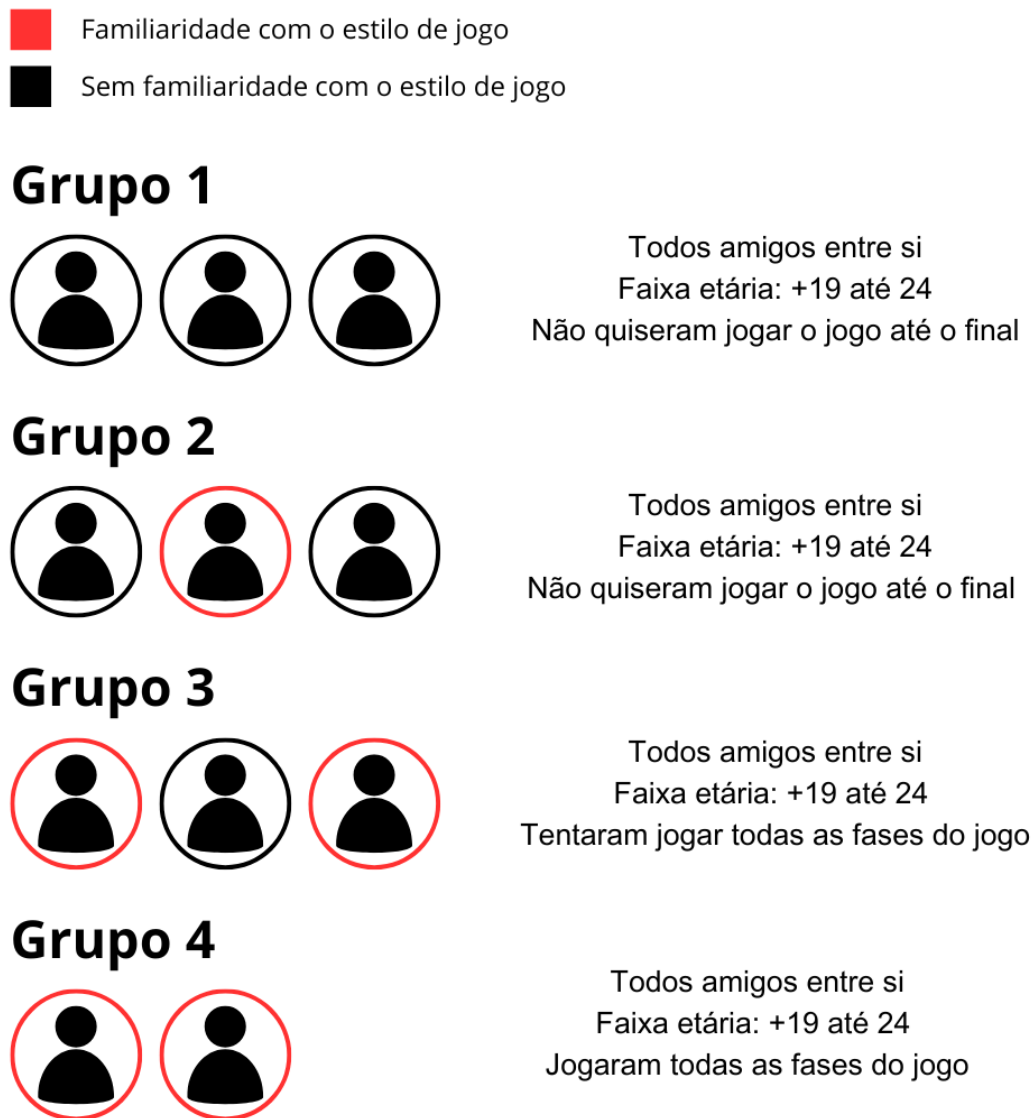 Familiaridade com o estilo de jogo
Sem familiaridade com o estilo de jogo
Grupo 1
Todos amigos entre si
Faixa etária: +19 até 24
Não quiseram jogar o jogo até o final
Grupo 2
Todos amigos entre si
Faixa etária: +19 até 24
Não quiseram jogar o jogo até o final
Grupo 3
Todos amigos entre si
Faixa etária: +19 até 24
Tentaram jogar todas as fases do jogo
Grupo 4
Todos amigos entre si
Faixa etária: +19 até 24
Jogaram todas as fases do jogo